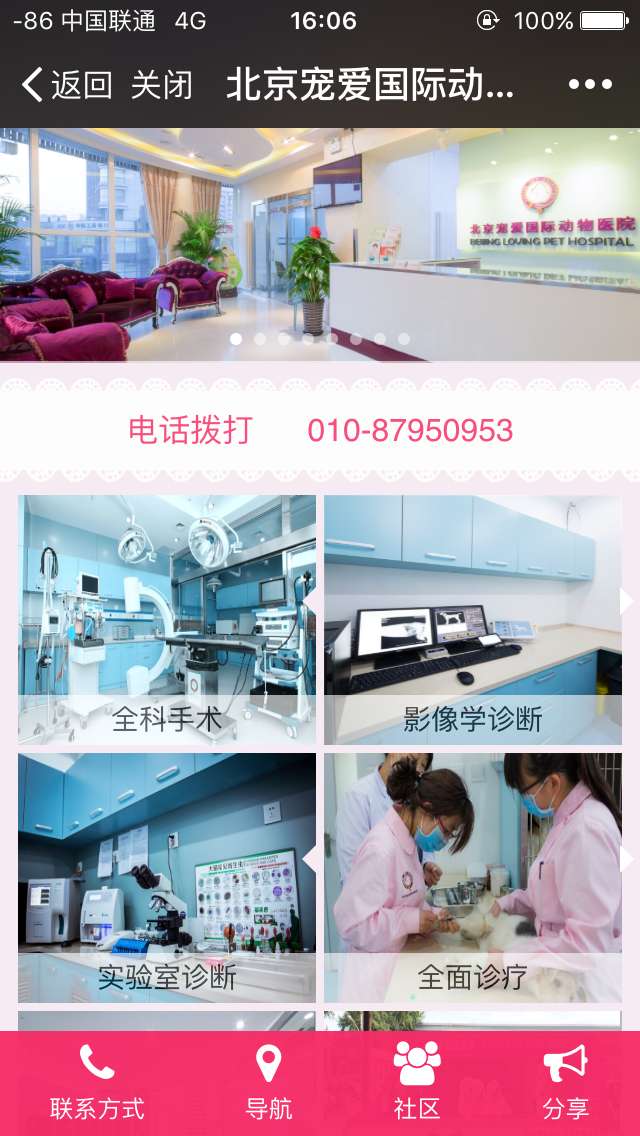 -86 中国联通 4G 16:06 100%
返回 关闭 北京宠爱国际动...
北京宠爱国际动物医院
BEIJING LOVING PET HOSPITAL
电话拨打 010-87950953
全科手术 影像学诊断
实验室诊断 全面诊疗
联系方式 导航 社区 分享